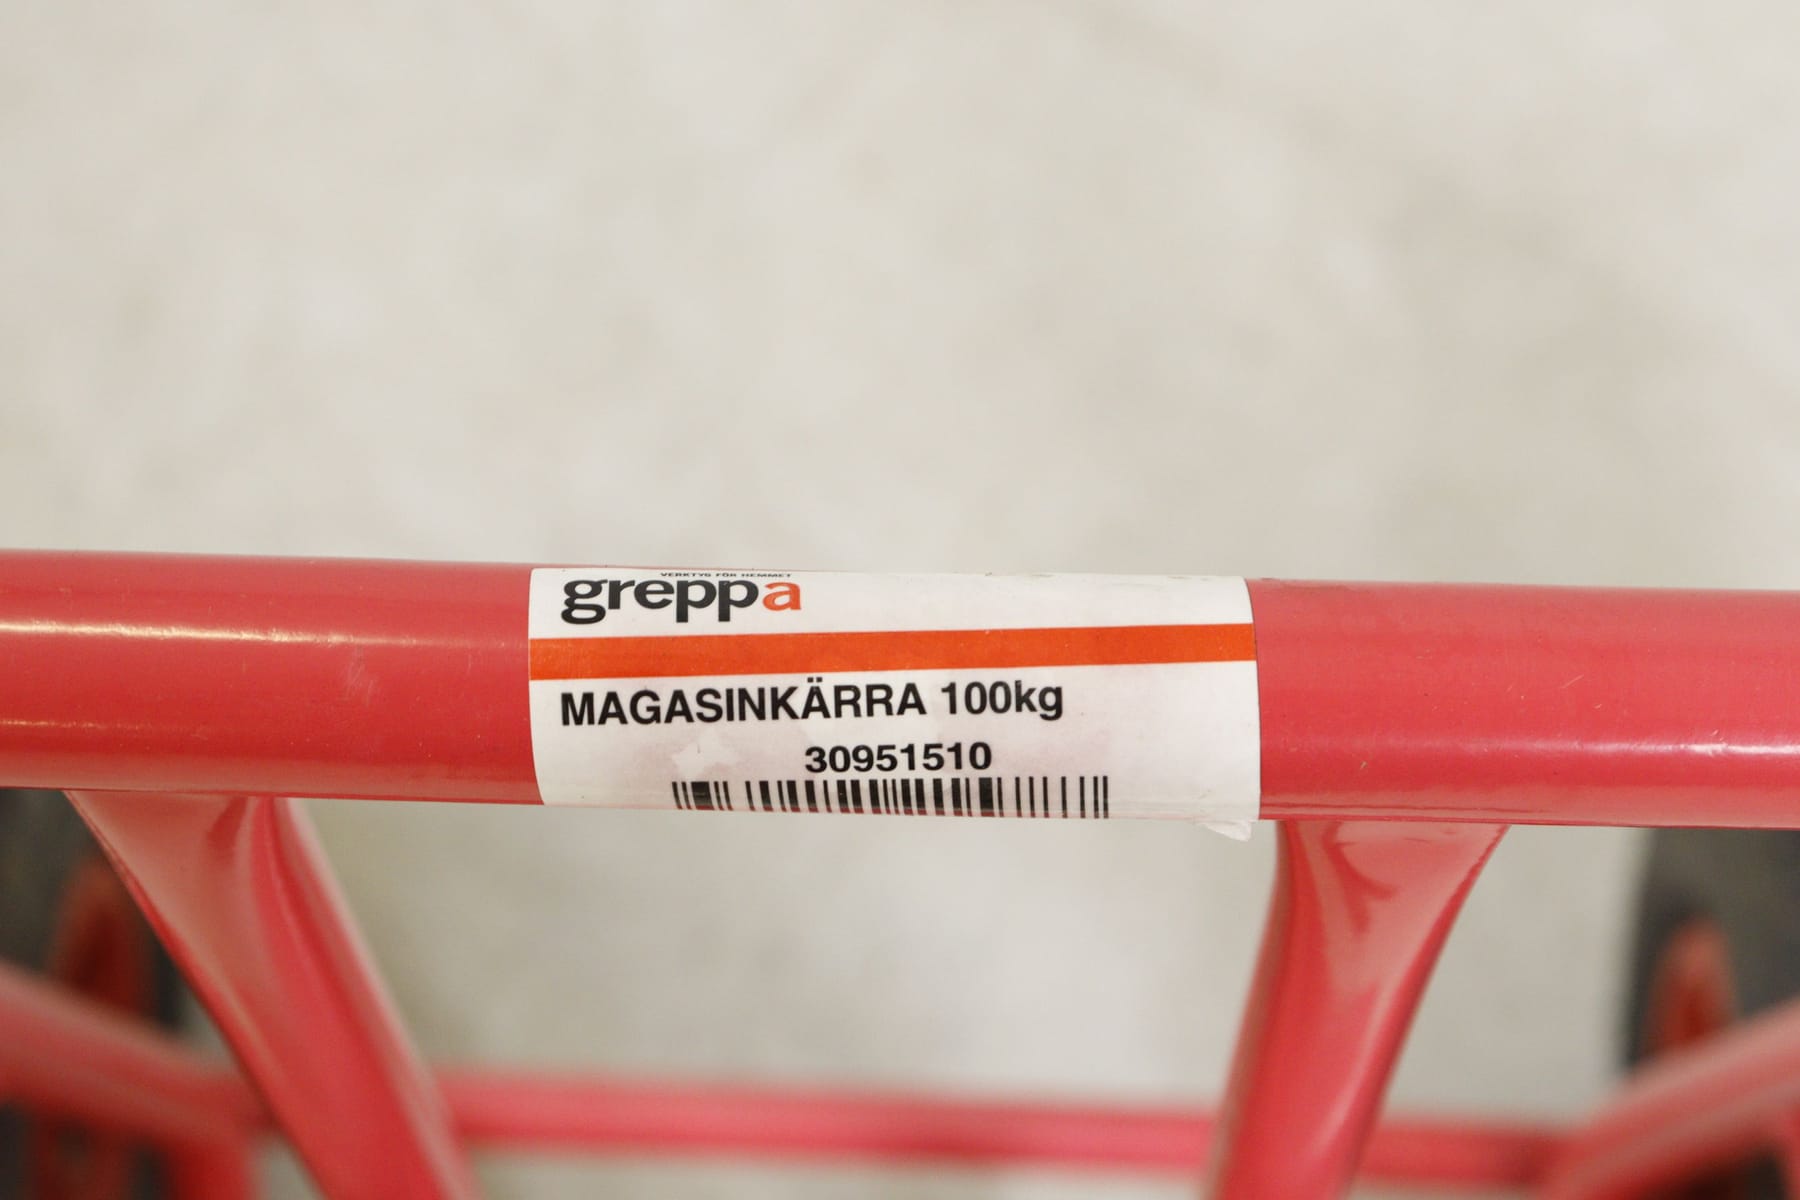 VERKTYG FÖR HEMMET
greppa
MAGASINKÄRRA 100kg
30951510